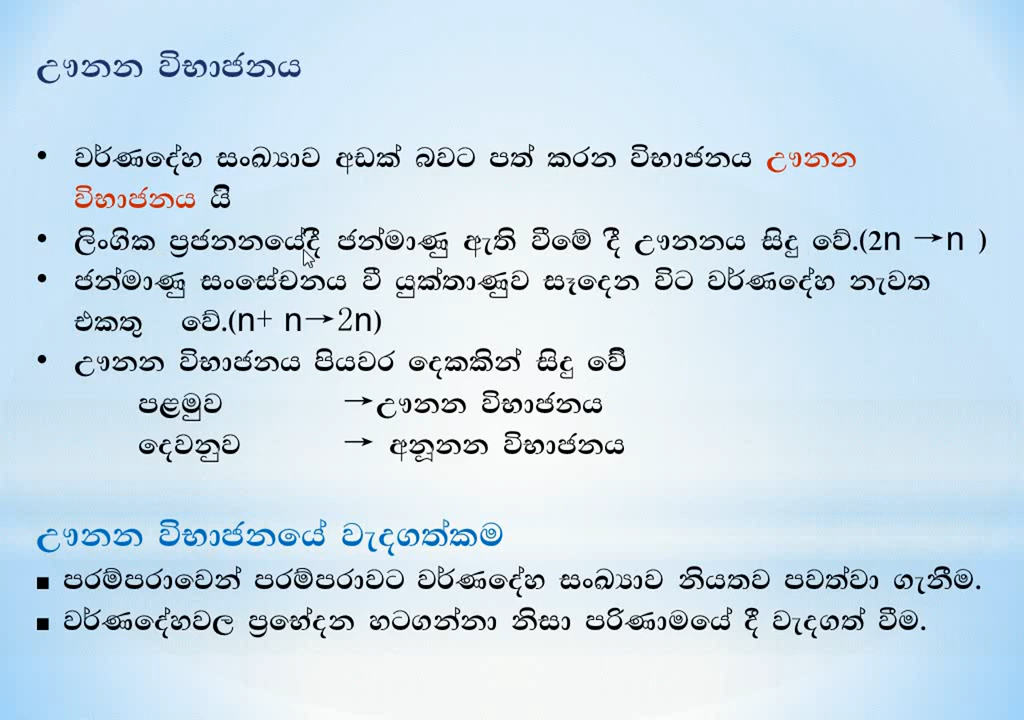 ඌනන විභාජනය
• වර්ණදේහ සංඛ්‍යාව අඩක් බවට පත් කරන විභාජනය ඌනන
විභාජනය යි
• ලිංගික ප්‍රජනනයේදී ජන්මාණු ඇති වීමේ දී ඌනනය සිදු වේ.(2n →n )
• ජන්මාණු සංසේචනය වී යුක්තාණුව සෑදෙන විට වර්ණදේහ නැවත
එකතු වේ.(n+ n→2n)
• ඌනන විභාජනය පියවර දෙකකින් සිදු වේ
පළමුව →ඌනන විභාජනය
දෙවනුව → අනූනන විභාජනය
ඌනන විභාජනයේ වැදගත්කම
■ පරම්පරාවෙන් පරම්පරාවට වර්ණදේහ සංඛ්‍යාව නියතව පවත්වා ගැනීම.
■ වර්ණදේහවල ප්‍රභේදන හටගන්නා නිසා පරිණාමයේ දී වැදගත් වීම.